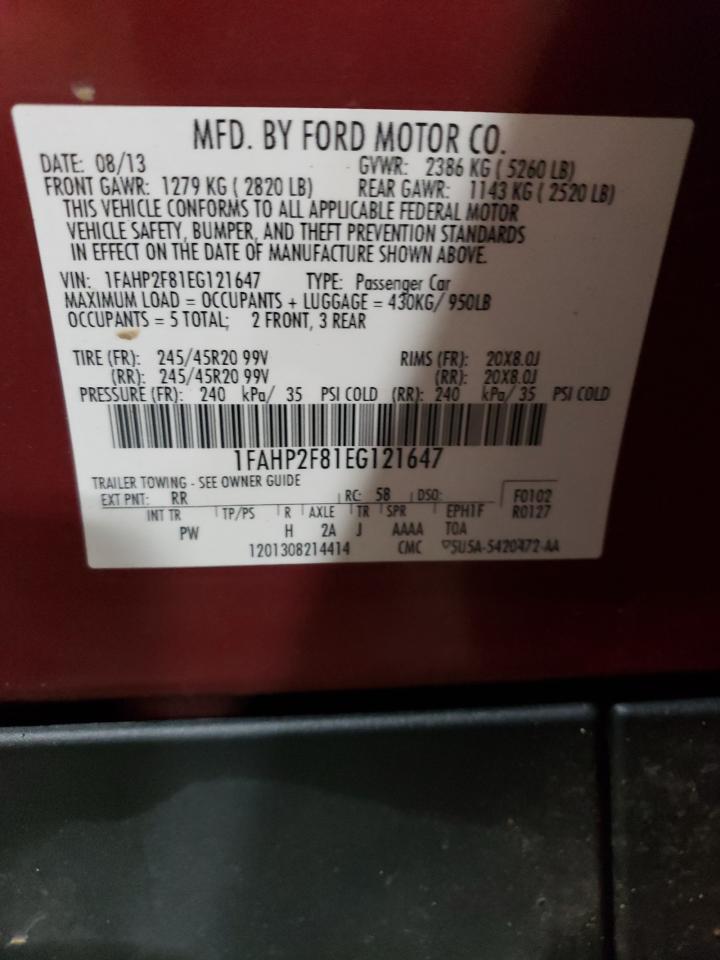 MFD. BY FORD MOTOR CO.
DATE: 08/13 GVWR: 2386 KG ( 5260 LB)
FRONT GAWR: 1279 KG ( 2820 LB) REAR GAWR: 1143 KG ( 2520 LB)
THIS VEHICLE CONFORMS TO ALL APPLICABLE FEDERAL MOTOR
VEHICLE SAFETY, BUMPER, AND THEFT PREVENTION STANDARDS
IN EFFECT ON THE DATE OF MANUFACTURE SHOWN ABOVE.
VIN: 1FAHP2F81EG121647 TYPE: Passenger Car
MAXIMUM LOAD = OCCUPANTS + LUGGAGE = 430KG/ 950LB
OCCUPANTS = 5 TOTAL; 2 FRONT, 3 REAR
TIRE (FR): 245/45R20 99V RIMS (FR): 20X8.0J
(RR): 245/45R20 99V (RR): 20X8.0J
PRESSURE (FR): 240 kPa/ 35 PSI COLD (RR): 240 kPa/ 35 PSI COLD
1FAHP2F81EG121647
TRAILER TOWING - SEE OWNER GUIDE
EXT PNT: RR RC: 58 DSO: F0102
INT TR TP/PS R AXLE TR SPR EPH1F R0127
PW H 2A J AAAA TOA
1201308214414 CMC 5U5A-5420472-AA